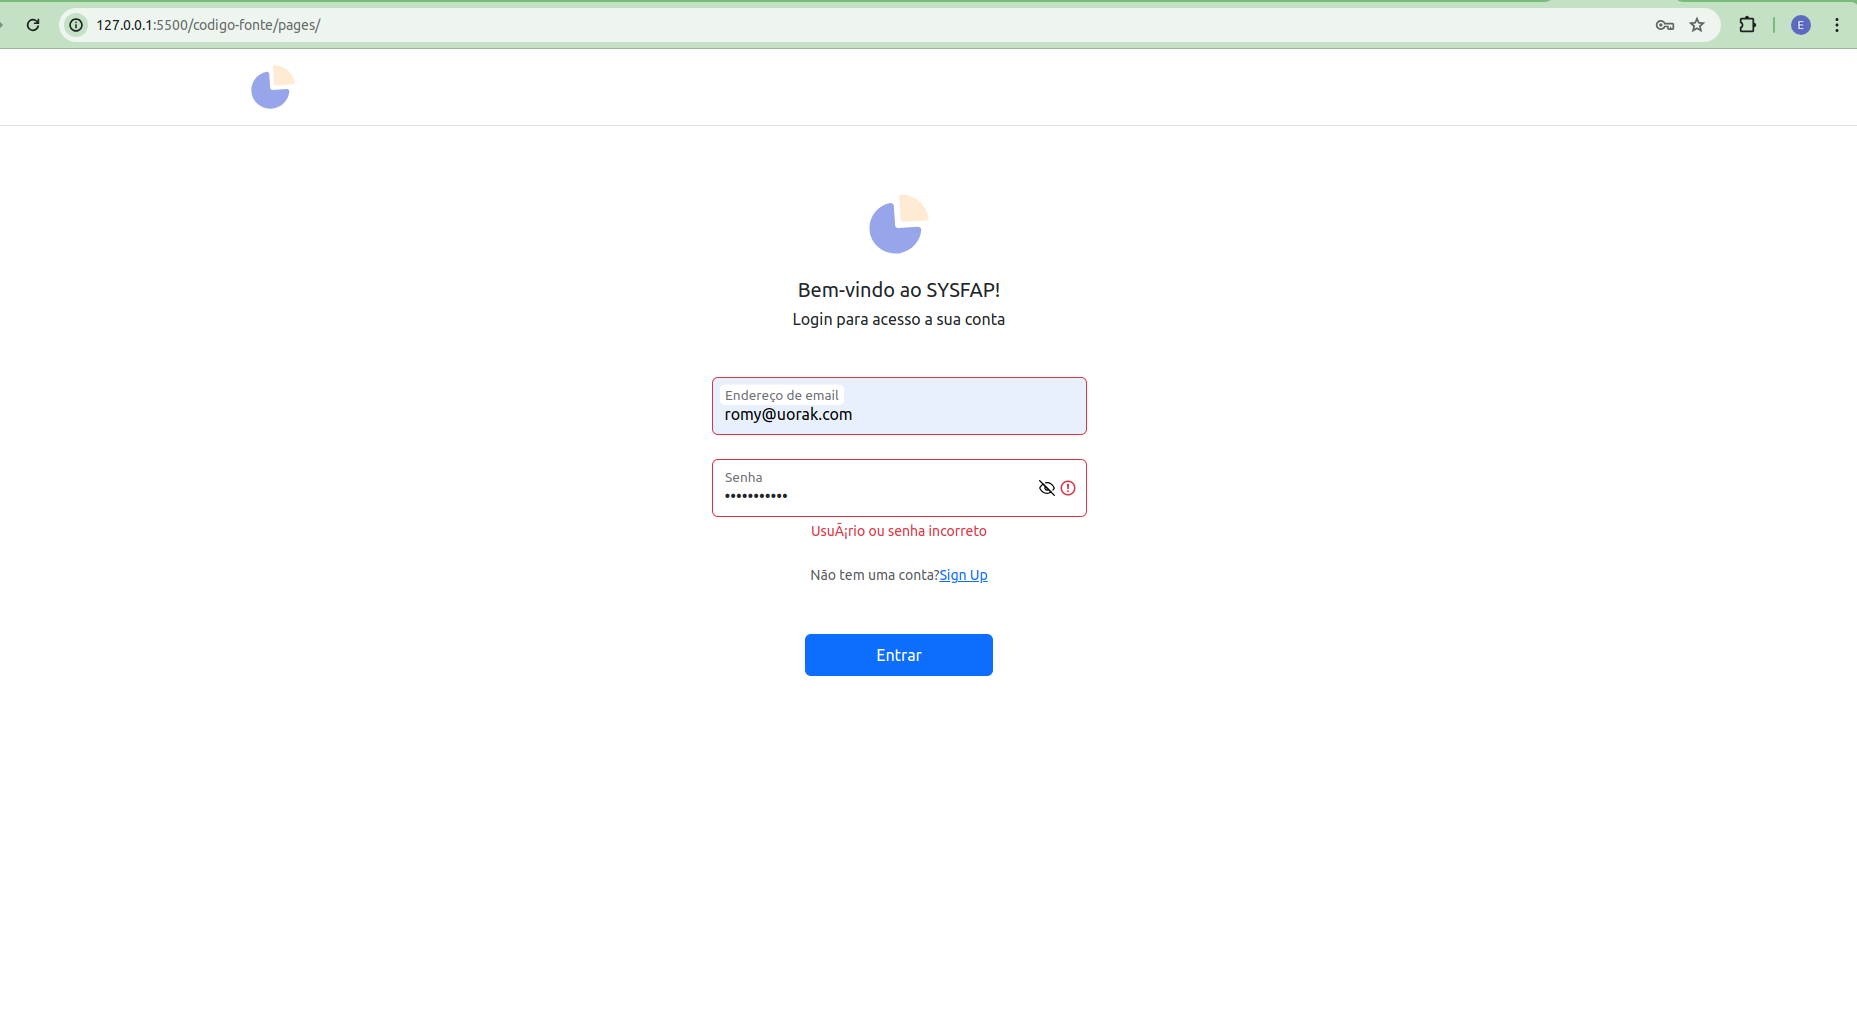 127.0.0.1:5500/codigo-fonte/pages/
E
Bem-vindo ao SYSFAP!
Login para acesso a sua conta
Endereço de email
romy@uorak.com
Senha
•••••••••••
UsuÃ¡rio ou senha incorreto
Não tem uma conta?Sign Up
Entrar